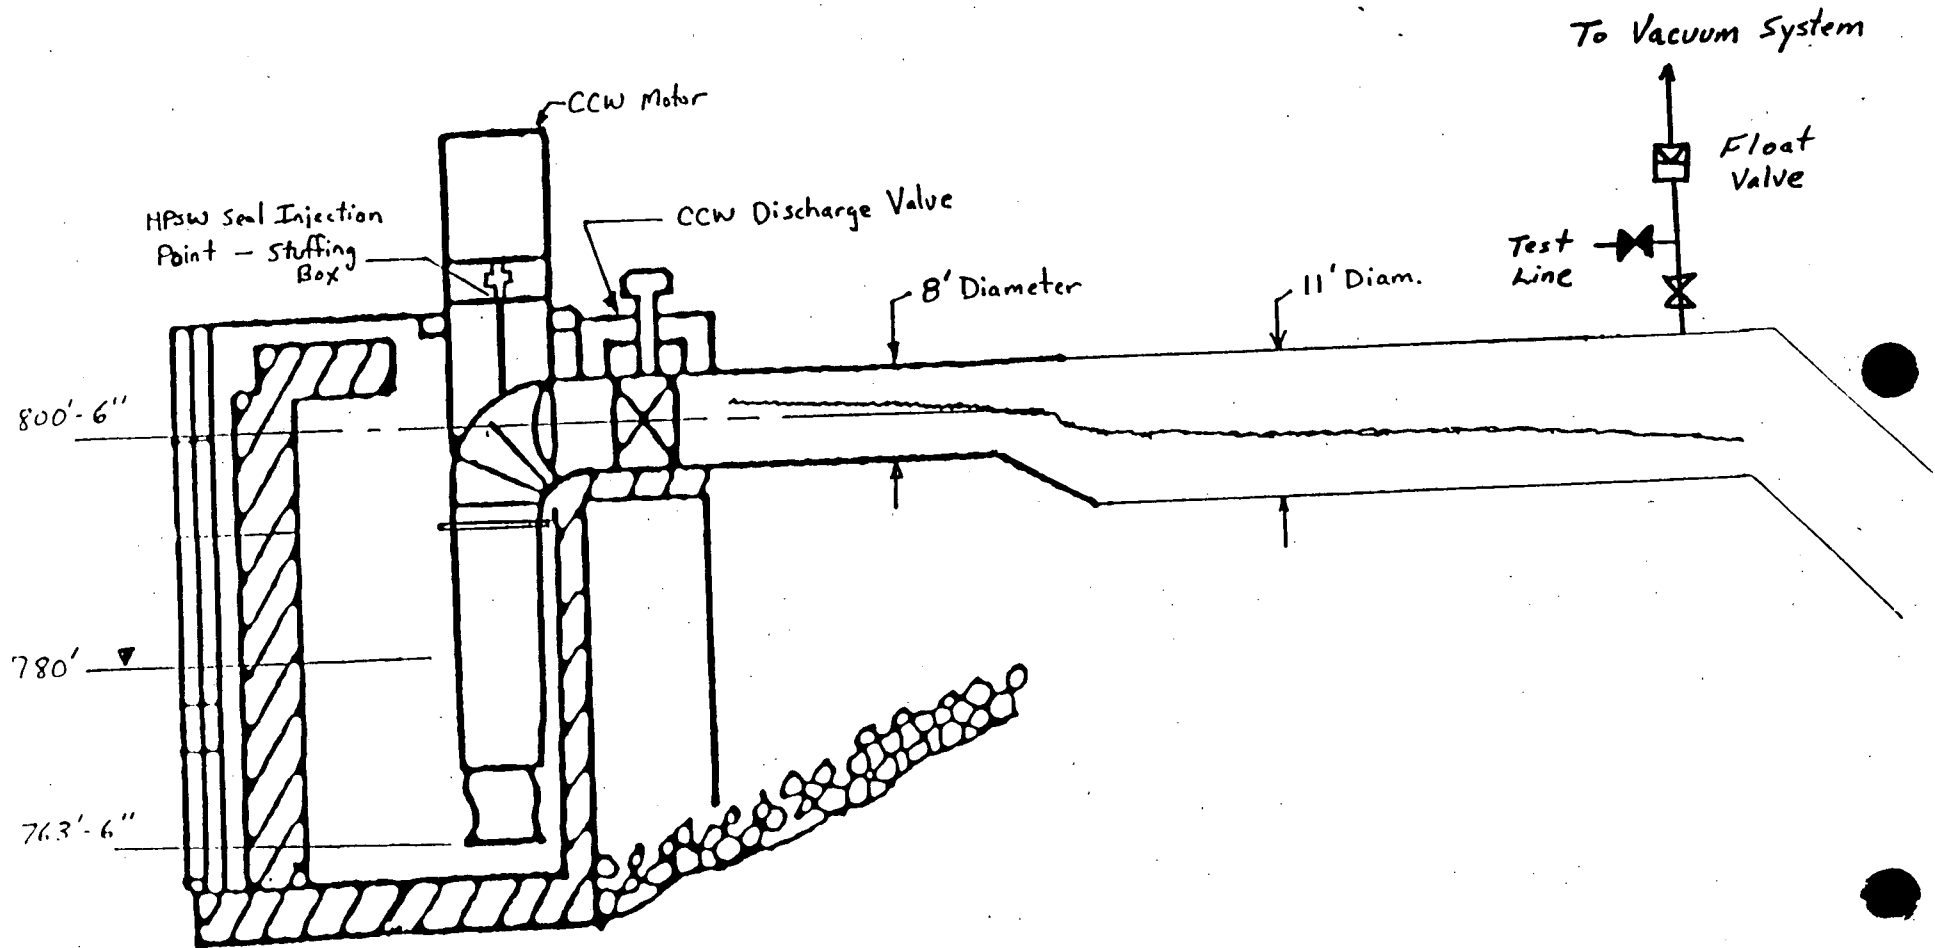 To Vacuum System
CCW Motor
Float
Valve
HPSW Seal Injection
Point - Stuffing
Box
CCW Discharge Valve
Test
Line
8' Diameter
11' Diam.
800'-6"
780'
763'-6"